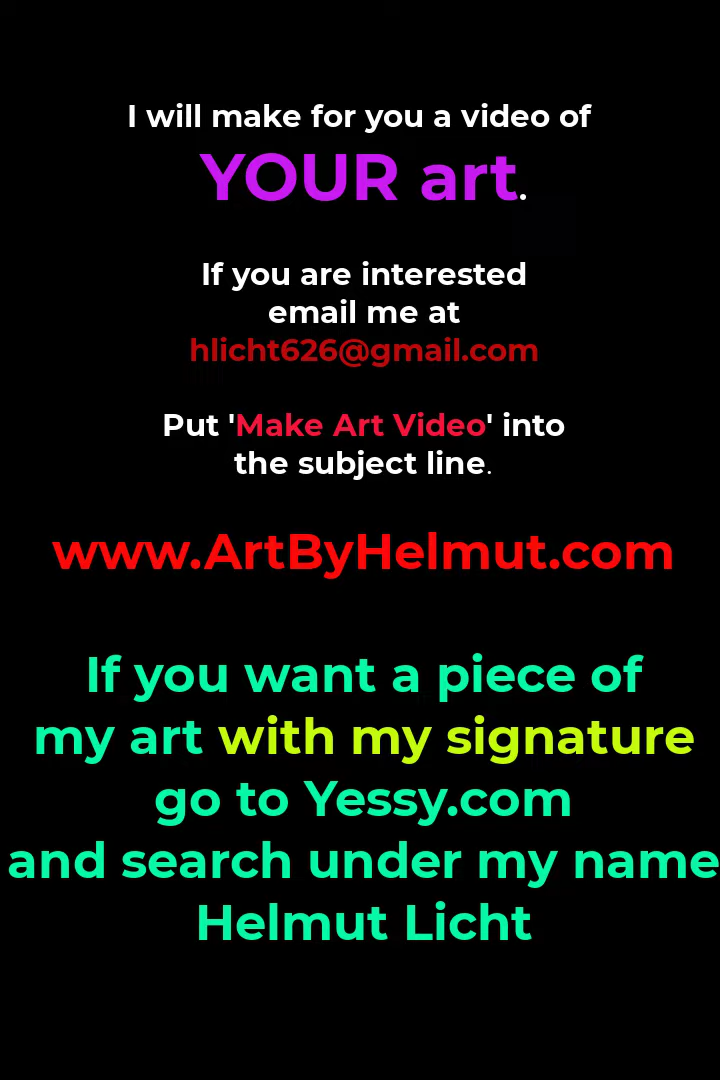 I will make for you a video of
YOUR art.
If you are interested
email me at
hlicht626@gmail.com
Put 'Make Art Video' into
the subject line.
www.ArtByHelmut.com
If you want a piece of
my art with my signature
go to Yessy.com
and search under my name
Helmut Licht